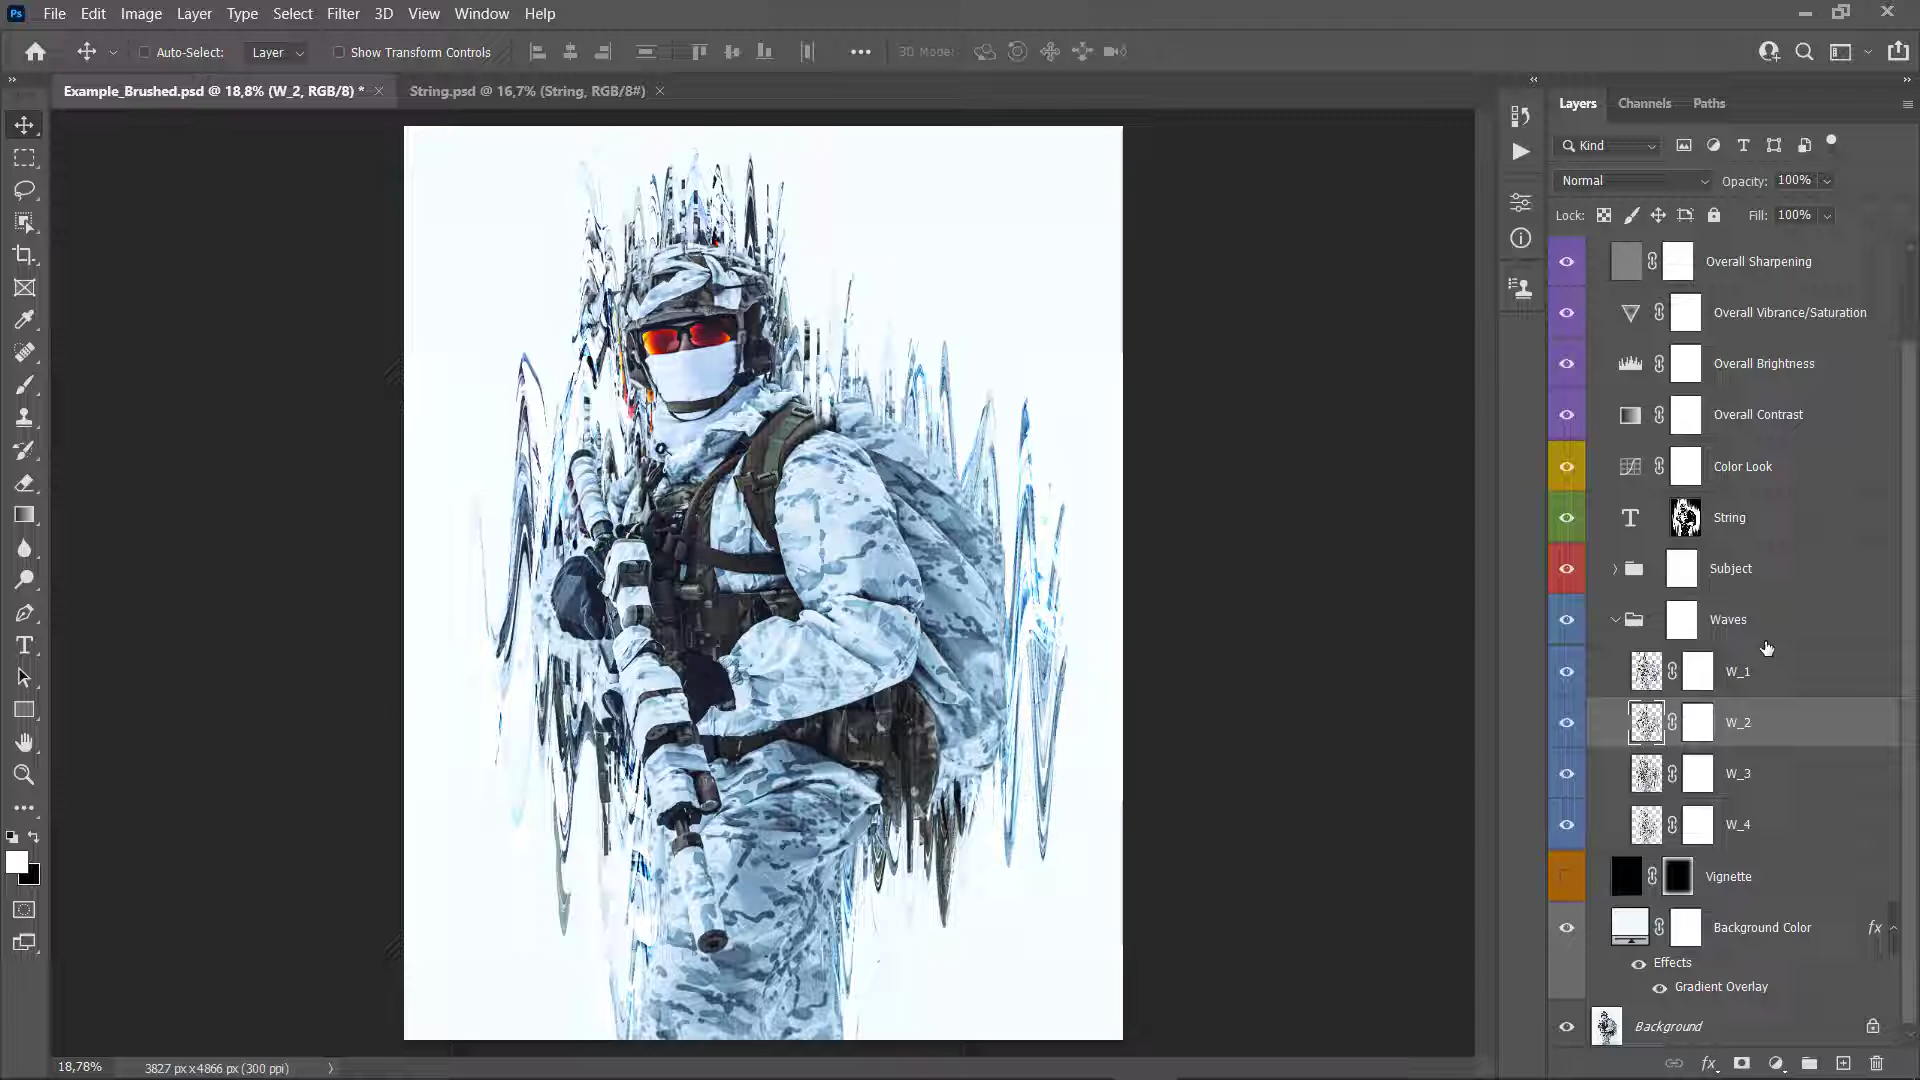 Ps File Edit Image Layer Type Select Filter 3D View Window Help
Auto-Select: Layer Show Transform Controls 3D Mode:
Example_Brushed.psd @ 18,8% (W_2, RGB/8) *
String.psd @ 16,7% (String, RGB/8#)
Layers Channels Paths
Kind
Normal Opacity: 100%
Lock: Fill: 100%
Overall Sharpening
Overall Vibrance/Saturation
Overall Brightness
Overall Contrast
Color Look
String
Subject
Waves
W_1
W_2
W_3
W_4
Vignette
Background Color fx
Effects
Gradient Overlay
Background
18,78% 3827 px x 4866 px (300 ppi)
fx